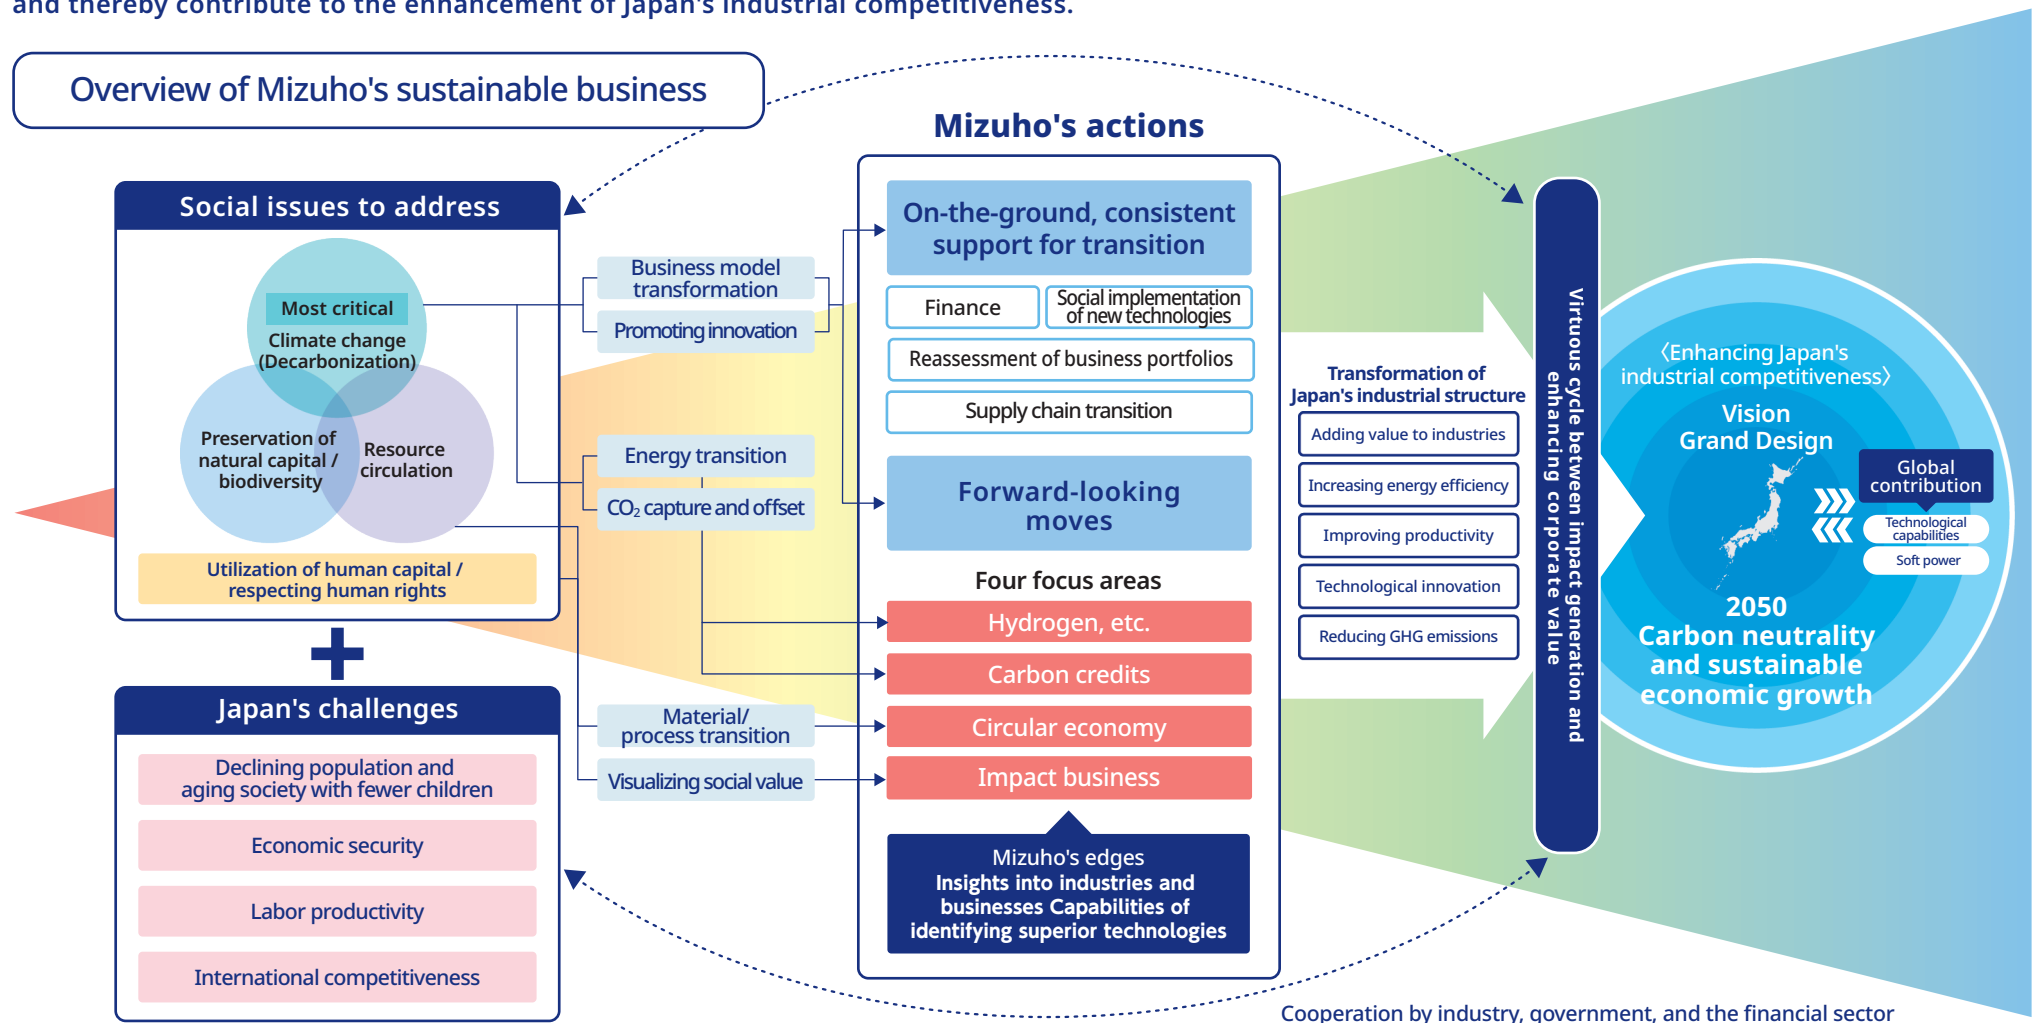 and thereby contribute to the enhancement of Japan's industrial competitiveness.
Overview of Mizuho's sustainable business
Social issues to address
Most critical
Climate change
(Decarbonization)
Preservation of
natural capital /
biodiversity
Resource
circulation
Utilization of human capital /
respecting human rights
Japan's challenges
Declining population and
aging society with fewer children
Economic security
Labor productivity
International competitiveness
Business model
transformation
Promoting innovation
Energy transition
CO₂ capture and offset
Material/
process transition
Visualizing social value
Mizuho's actions
On-the-ground, consistent
support for transition
Finance
Social implementation
of new technologies
Reassessment of business portfolios
Supply chain transition
Forward-looking
moves
Four focus areas
Hydrogen, etc.
Carbon credits
Circular economy
Impact business
Mizuho's edges
Insights into industries and
businesses Capabilities of
identifying superior technologies
Transformation of
Japan's industrial structure
Adding value to industries
Increasing energy efficiency
Improving productivity
Technological innovation
Reducing GHG emissions
Virtuous cycle between impact generation and
enhancing corporate value
〈Enhancing Japan's
industrial competitiveness〉
Vision
Grand Design
Global
contribution
Technological
capabilities
Soft power
2050
Carbon neutrality
and sustainable
economic growth
Cooperation by industry, government, and the financial sector